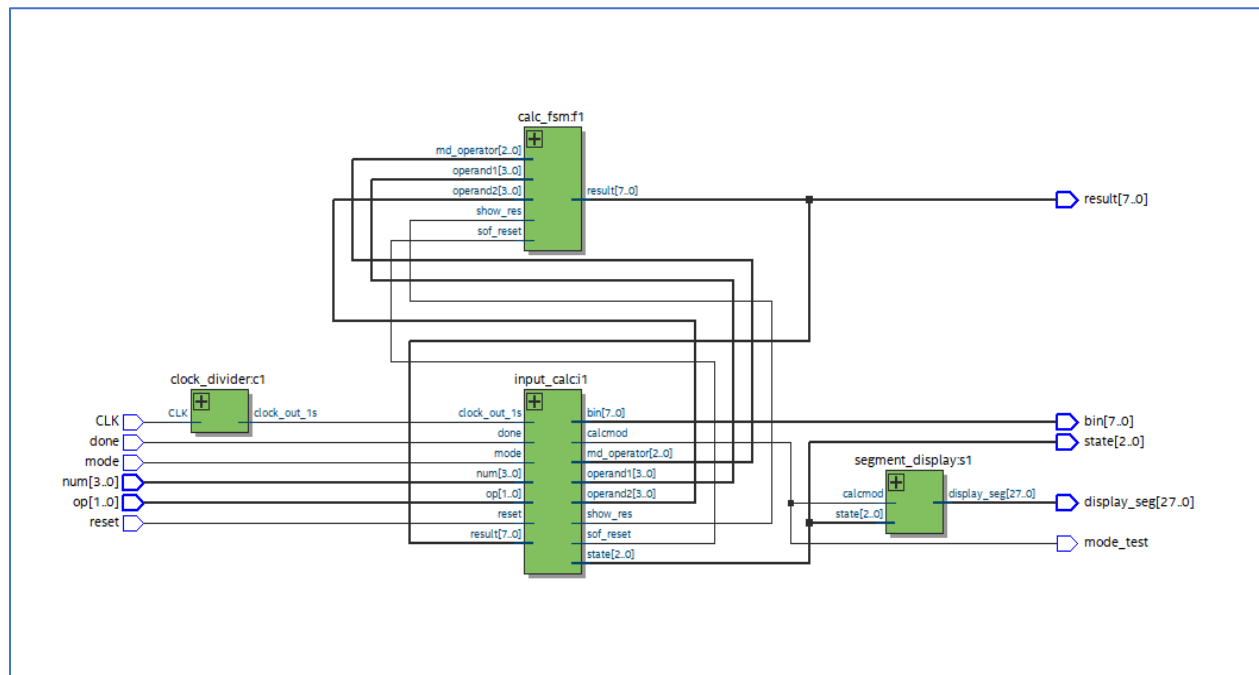 calc_fsm:f1
md_operator[2..0]
operand1[3..0]
operand2[3..0]
show_res
sof_reset
result[7..0]
result[7..0]
clock_divider:c1
CLK
CLK
clock_out_1s
done
mode
num[3..0]
op[1..0]
reset
input_calc:i1
clock_out_1s
done
mode
num[3..0]
op[1..0]
reset
result[7..0]
bin[7..0]
calcmod
md_operator[2..0]
operand1[3..0]
operand2[3..0]
show_res
sof_reset
state[2..0]
bin[7..0]
state[2..0]
segment_display:s1
calcmod
state[2..0]
display_seg[27..0]
display_seg[27..0]
mode_test